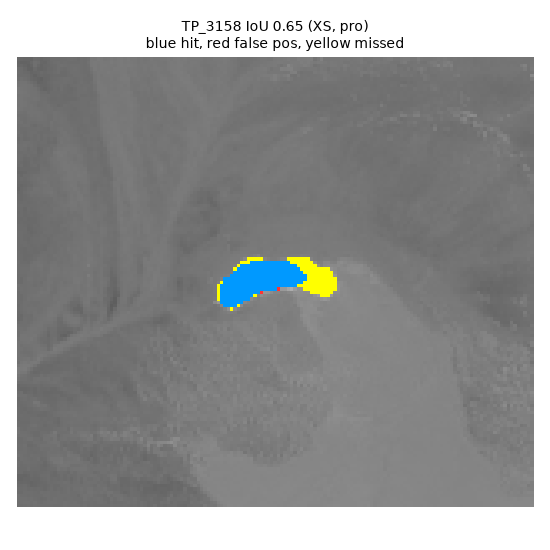 TP_3158 IoU 0.65 (XS, pro)
blue hit, red false pos, yellow missed